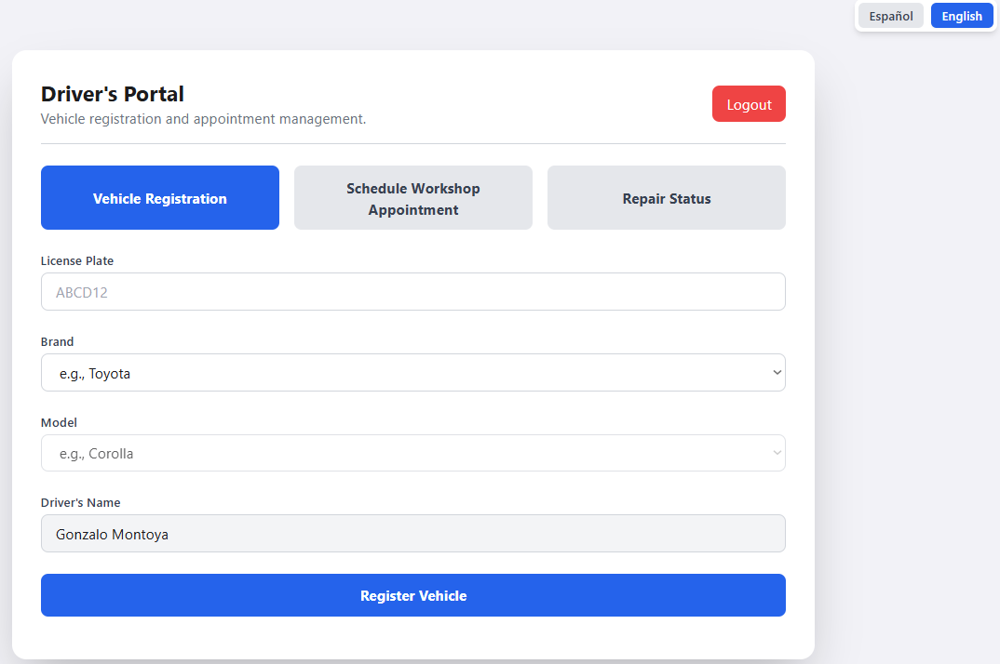 Español English
Driver's Portal
Vehicle registration and appointment management.
Logout
Vehicle Registration
Schedule Workshop
Appointment
Repair Status
License Plate
ABCD12
Brand
e.g., Toyota
Model
e.g., Corolla
Driver's Name
Gonzalo Montoya
Register Vehicle